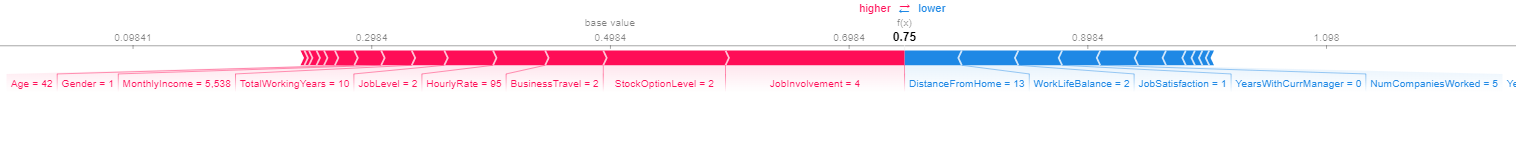 higher ⇄ lower
base value f(x)
0.09841 0.2984 0.4984 0.6984 0.75 0.8984 1.098
Age = 42 Gender = 1 MonthlyIncome = 5,538 TotalWorkingYears = 10 JobLevel = 2 HourlyRate = 95 BusinessTravel = 2 StockOptionLevel = 2 JobInvolvement = 4 DistanceFromHome = 13 WorkLifeBalance = 2 JobSatisfaction = 1 YearsWithCurrManager = 0 NumCompaniesWorked = 5 Ye